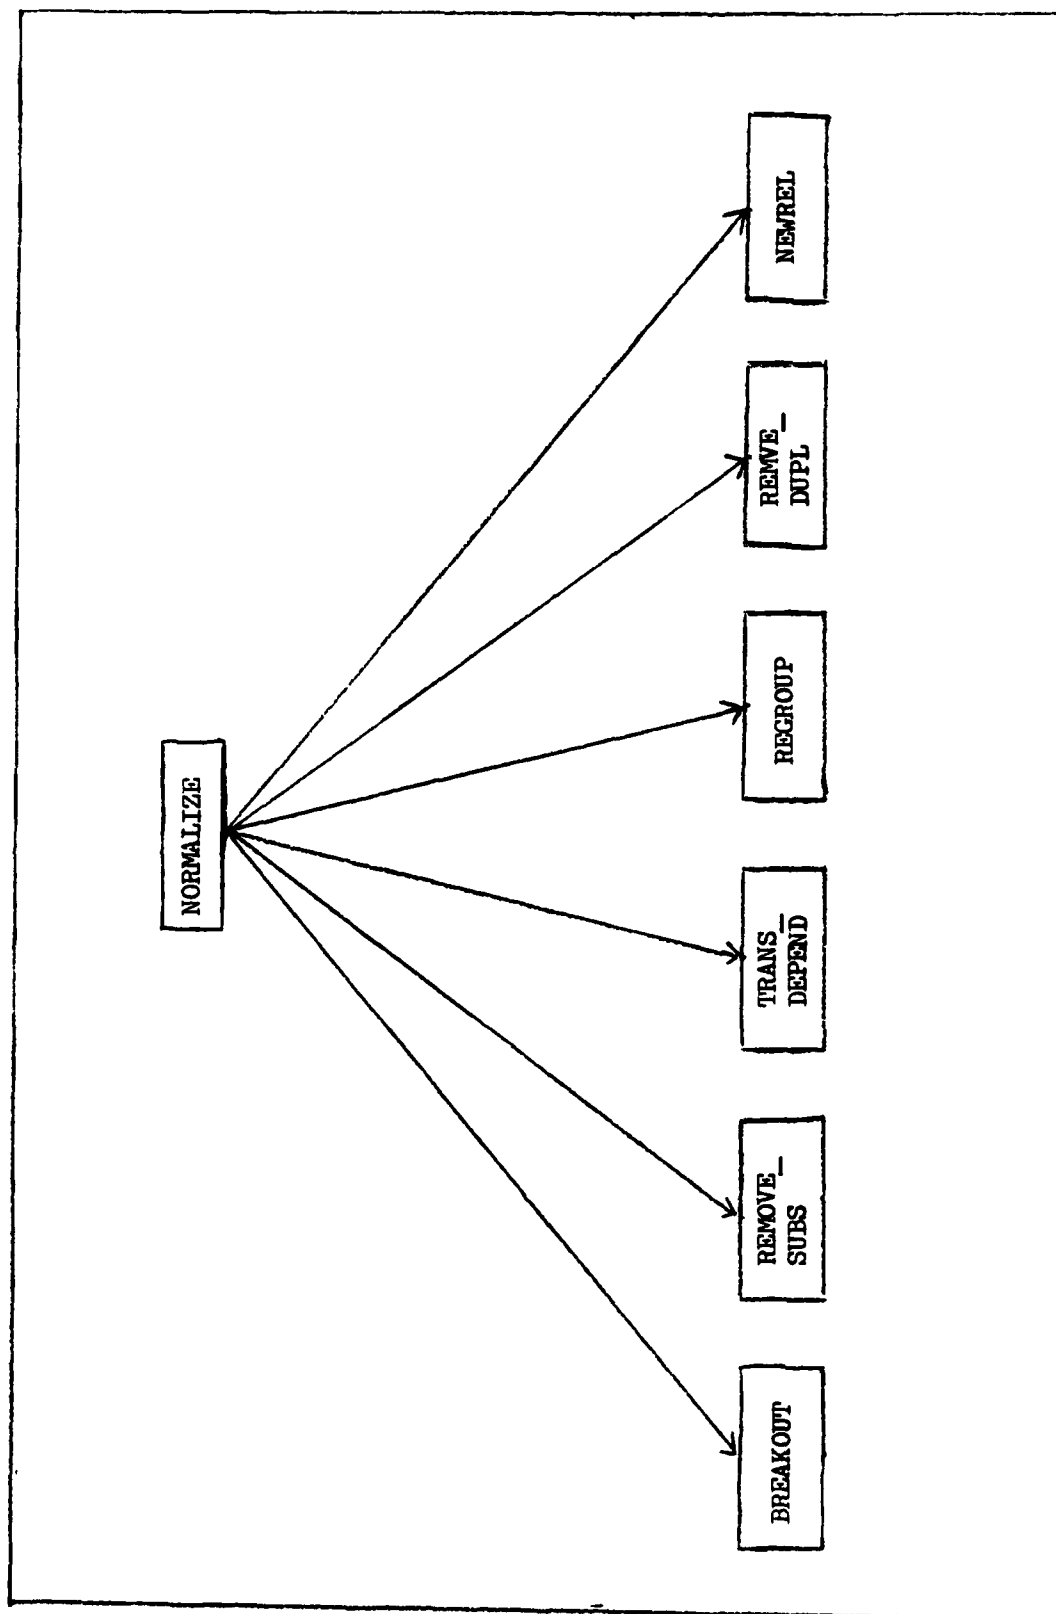 NORMALIZE
BREAKOUT
REMOVE_
SUBS
TRANS_
DEPEND
REGROUP
REMVE_
DUPL
NEWREL